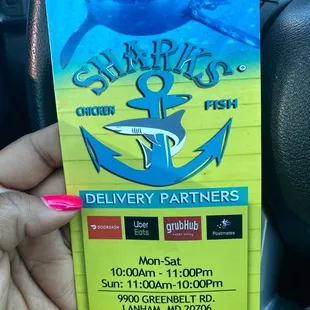 SHARKS
CHICKEN FISH
DELIVERY PARTNERS
DOORDASH Uber Eats GRUBHUB Postmates
Mon-Sat
10:00Am - 11:00Pm
Sun: 11:00Am-10:00Pm
9900 GREENBELT RD.
LANHAM, MD 20706